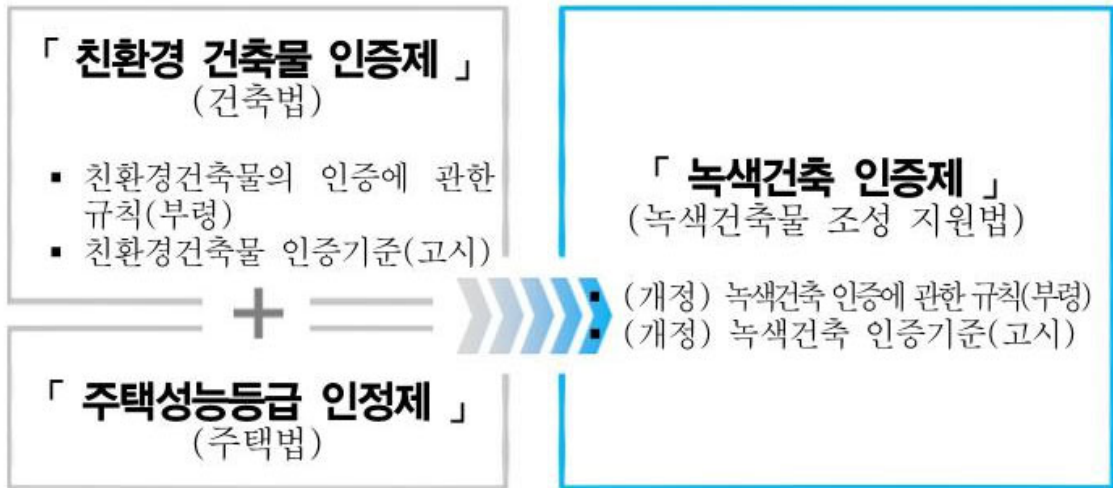 「 친환경 건축물 인증제 」
(건축법)
▪ 친환경건축물의 인증에 관한
규칙(부령)
▪ 친환경건축물 인증기준(고시)
+
「 주택성능등급 인정제 」
(주택법)
「 녹색건축 인증제 」
(녹색건축물 조성 지원법)
▪ (개정) 녹색건축 인증에 관한 규칙(부령)
▪ (개정) 녹색건축 인증기준(고시)